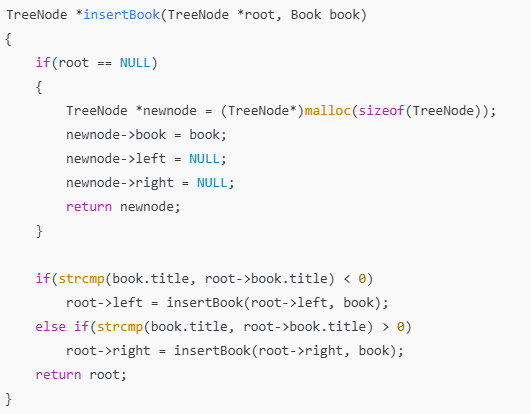 TreeNode *insertBook(TreeNode *root, Book book)
{
    if(root == NULL)
    {
        TreeNode *newnode = (TreeNode*)malloc(sizeof(TreeNode));
        newnode->book = book;
        newnode->left = NULL;
        newnode->right = NULL;
        return newnode;
    }

    if(strcmp(book.title, root->book.title) < 0)
        root->left = insertBook(root->left, book);
    else if(strcmp(book.title, root->book.title) > 0)
        root->right = insertBook(root->right, book);
    return root;
}